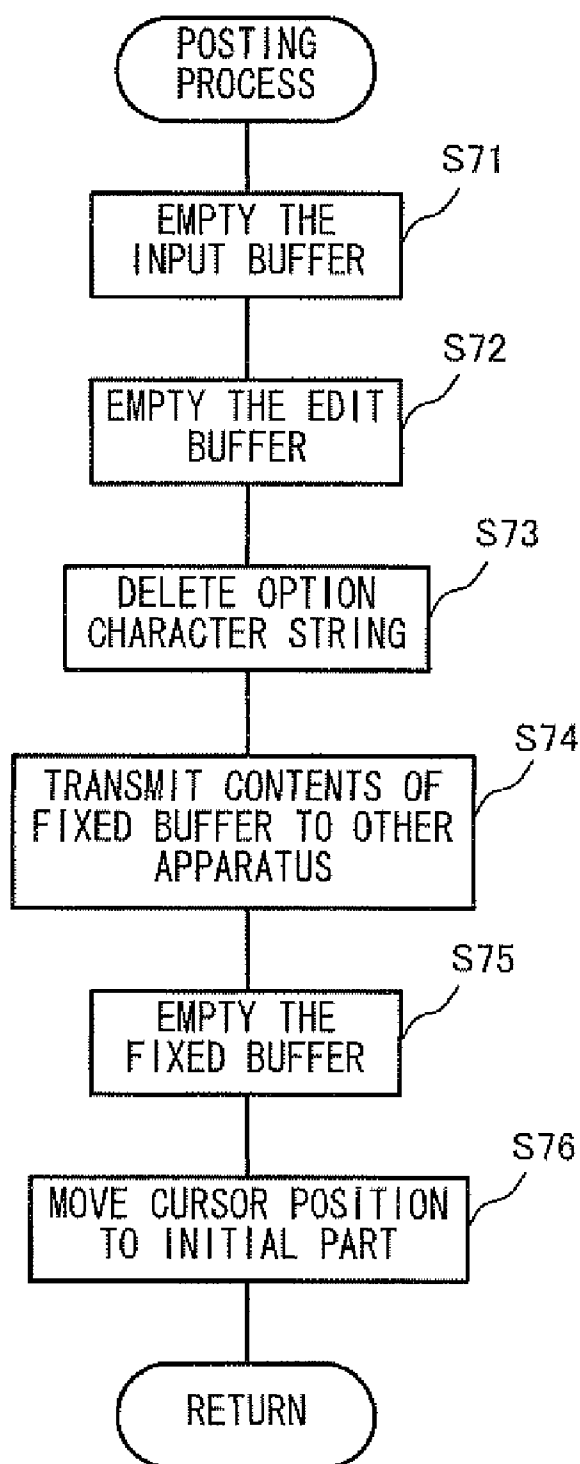 POSTING
PROCESS
S71
EMPTY THE
INPUT BUFFER
S72
EMPTY THE EDIT
BUFFER
S73
DELETE OPTION
CHARACTER STRING
S74
TRANSMIT CONTENTS OF
FIXED BUFFER TO OTHER
APPARATUS
S75
EMPTY THE
FIXED BUFFER
S76
MOVE CURSOR POSITION
TO INITIAL PART
RETURN